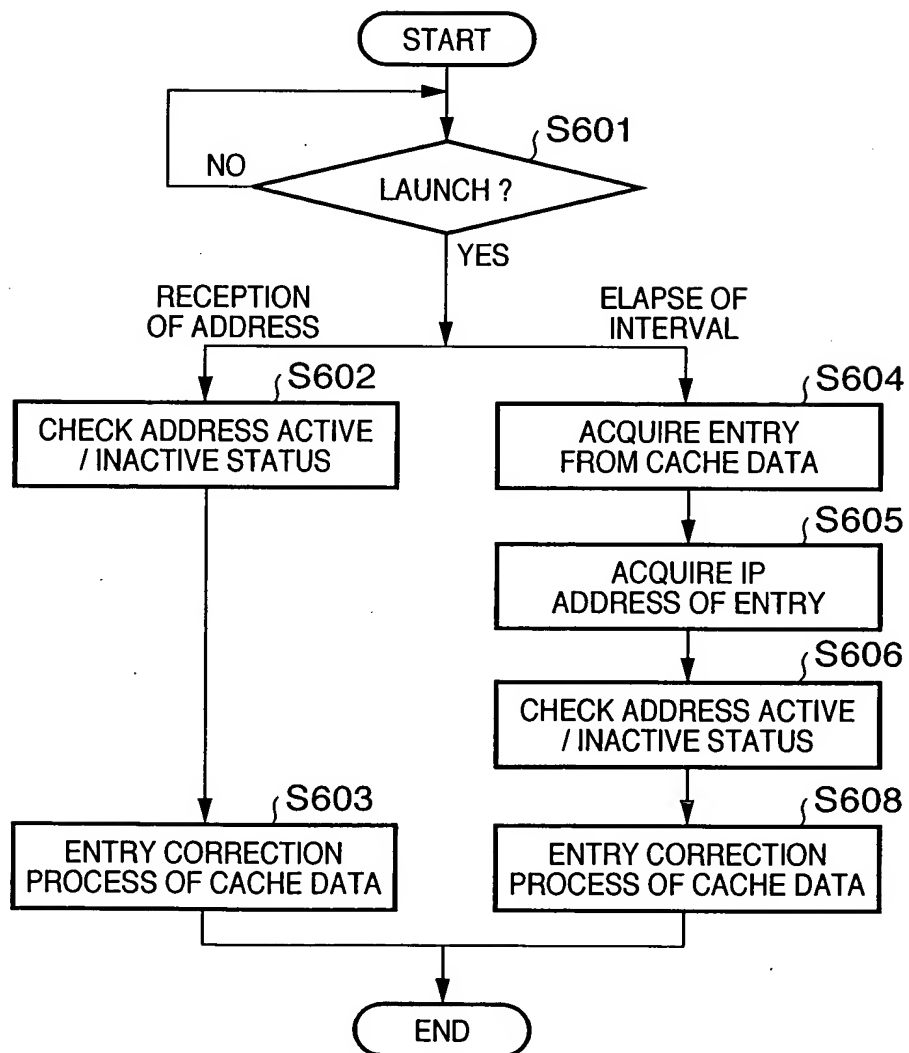 START
S601
NO
LAUNCH ?
YES
RECEPTION
OF ADDRESS
ELAPSE OF
INTERVAL
S602
CHECK ADDRESS ACTIVE
/ INACTIVE STATUS
S604
ACQUIRE ENTRY
FROM CACHE DATA
S605
ACQUIRE IP
ADDRESS OF ENTRY
S606
CHECK ADDRESS ACTIVE
/ INACTIVE STATUS
S603
ENTRY CORRECTION
PROCESS OF CACHE DATA
S608
ENTRY CORRECTION
PROCESS OF CACHE DATA
END